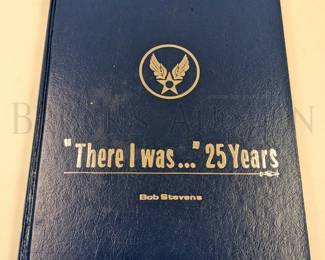 "There I was..." 25 Years
Bob Stevens